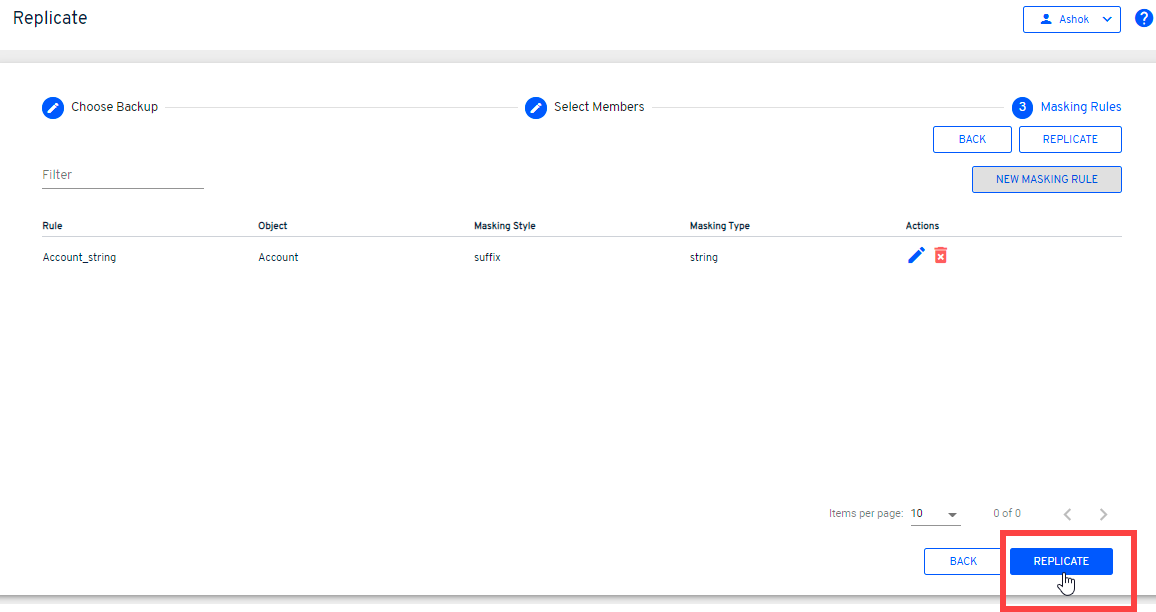 Replicate
Ashok
?
Choose Backup
Select Members
3 Masking Rules
BACK REPLICATE
Filter
NEW MASKING RULE
Rule Object Masking Style Masking Type Actions
Account_string Account suffix string
Items per page: 10 0 of 0
BACK REPLICATE